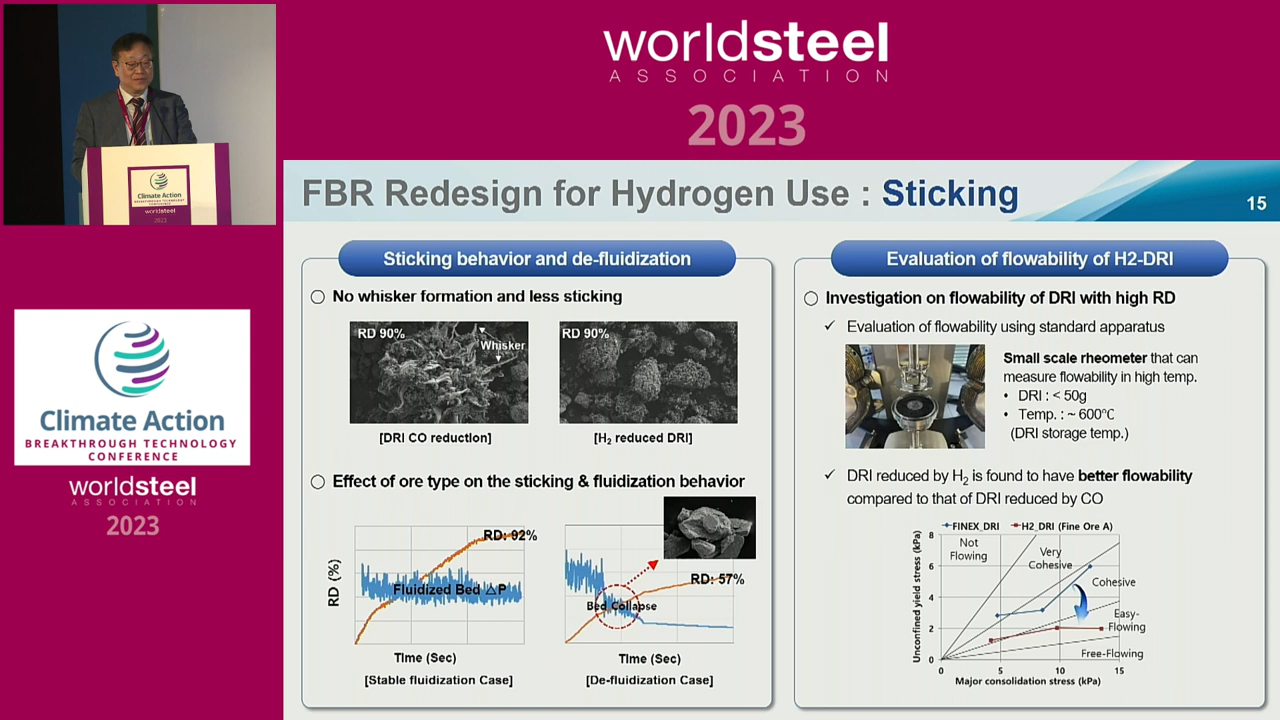 worldsteel
ASSOCIATION
2023
Climate Action
BREAKTHROUGH TECHNOLOGY
CONFERENCE
worldsteel
2023
Climate Action
BREAKTHROUGH TECHNOLOGY
CONFERENCE
worldsteel
ASSOCIATION
2023
FBR Redesign for Hydrogen Use : Sticking
15
Sticking behavior and de-fluidization
○ No whisker formation and less sticking
RD 90%
Whisker
RD 90%
[DRI CO reduction]
[H₂ reduced DRI]
○ Effect of ore type on the sticking & fluidization behavior
RD (%)
RD: 92%
Fluidized Bed △P
Time (Sec)
[Stable fluidization Case]
RD: 57%
Bed Collapse
Time (Sec)
[De-fluidization Case]
Evaluation of flowability of H2-DRI
○ Investigation on flowability of DRI with high RD
✓ Evaluation of flowability using standard apparatus
Small scale rheometer that can
measure flowability in high temp.
• DRI : < 50g
• Temp. : ~ 600℃
(DRI storage temp.)
✓ DRI reduced by H₂ is found to have better flowability
compared to that of DRI reduced by CO
FINEX_DRI
H2_DRI (Fine Ore A)
Unconfined yield stress (kPa)
8
6
4
2
0
Not
Flowing
Very
Cohesive
Cohesive
Easy-
Flowing
Free-Flowing
0 5 10 15
Major consolidation stress (kPa)